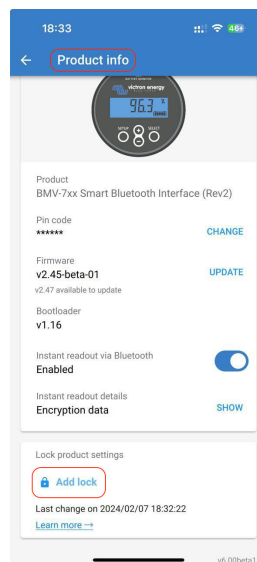 18:33
46
Product info
BATTERY MONITOR
victron energy
96.3 %
SETUP
SELECT
Product
BMV-7xx Smart Bluetooth Interface (Rev2)
Pin code
******
CHANGE
Firmware
v2.45-beta-01
UPDATE
v2.47 available to update
Bootloader
v1.16
Instant readout via Bluetooth
Enabled
Instant readout details
Encryption data
SHOW
Lock product settings
Add lock
Last change on 2024/02/07 18:32:22
Learn more →
v6.00beta1